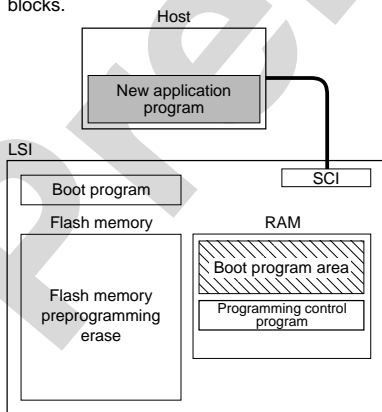 blocks.
Host
New application
program
LSI
SCI
Boot program
Flash memory
RAM
Boot program area
Flash memory
preprogramming
erase
Programming control
program